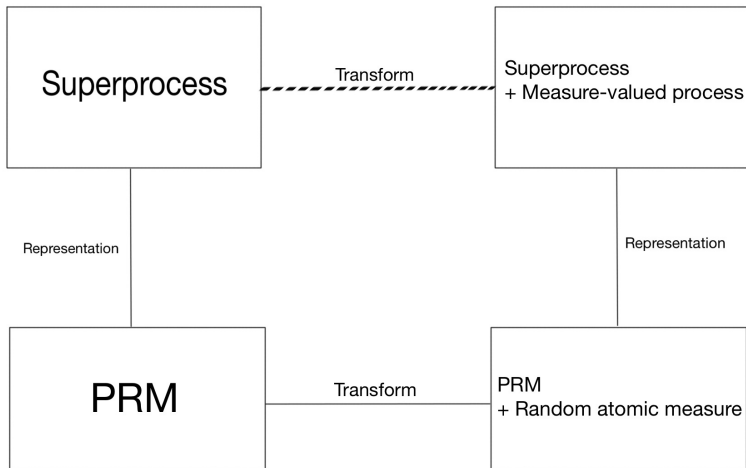 Superprocess
Transform
Superprocess
+ Measure-valued process
Representation
Representation
PRM
Transform
PRM
+ Random atomic measure